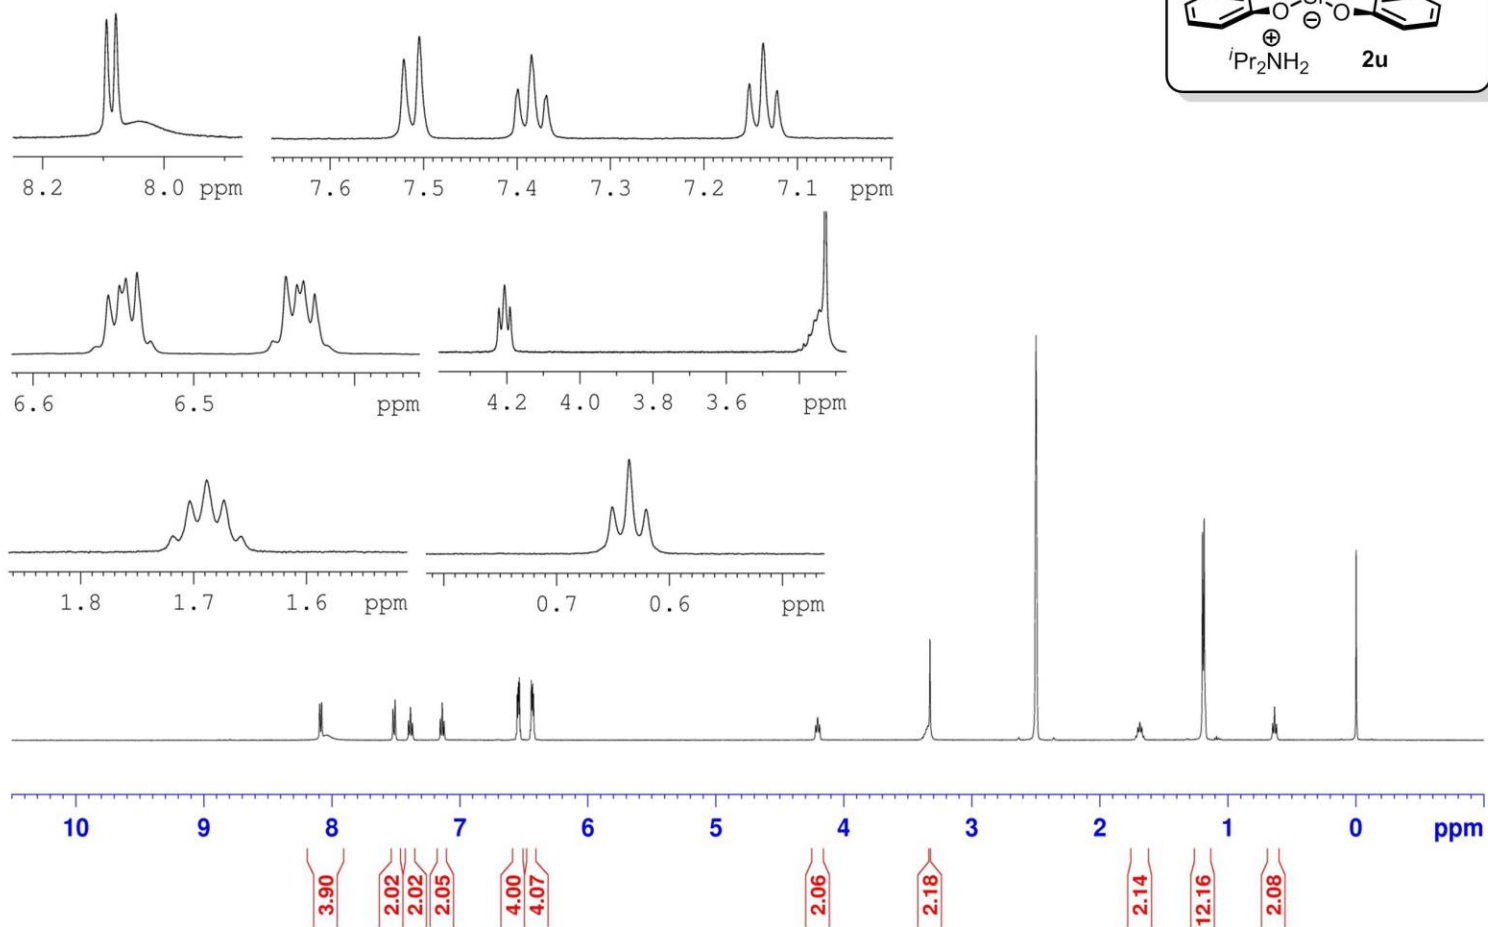 O Si O
⊖
⊕
iPr2NH2 2u
8.2 8.0 ppm
7.6 7.5 7.4 7.3 7.2 7.1 ppm
6.6 6.5 ppm
4.2 4.0 3.8 3.6 ppm
1.8 1.7 1.6 ppm
0.7 0.6 ppm
10 9 8 7 6 5 4 3 2 1 0 ppm
3.90 2.02 2.02 2.05 4.00 4.07 2.06 2.18 2.14 12.16 2.08